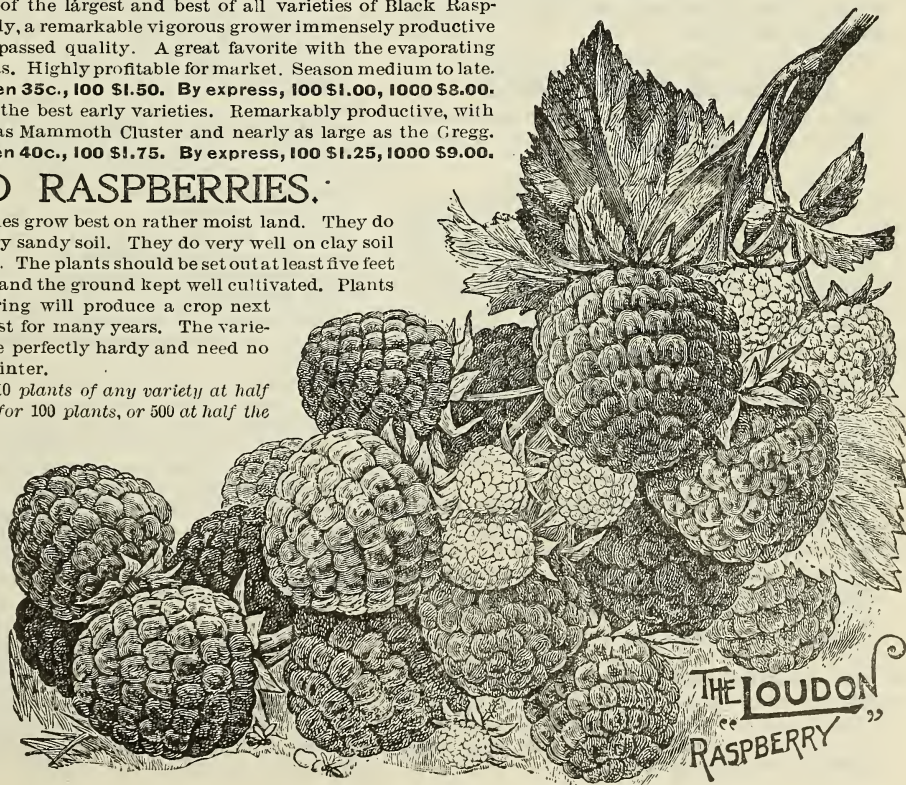 of the largest and best of all varieties of Black Rasp-
ly, a remarkable vigorous grower immensely productive
passed quality. A great favorite with the evaporating
s. Highly profitable for market. Season medium to late.
en 35c., 100 $1.50. By express, 100 $1.00, 1000 $8.00.
the best early varieties. Remarkably productive, with
as Mammoth Cluster and nearly as large as the Gregg.
en 40c., 100 $1.75. By express, 100 $1.25, 1000 $9.00.
D RASPBERRIES.
es grow best on rather moist land. They do
y sandy soil. They do very well on clay soil
. The plants should be set out at least five feet
and the ground kept well cultivated. Plants
ring will produce a crop next
st for many years. The varie-
e perfectly hardy and need no
inter.
0 plants of any variety at half
for 100 plants, or 500 at half the
THE LOUDON
" "
RASPBERRY